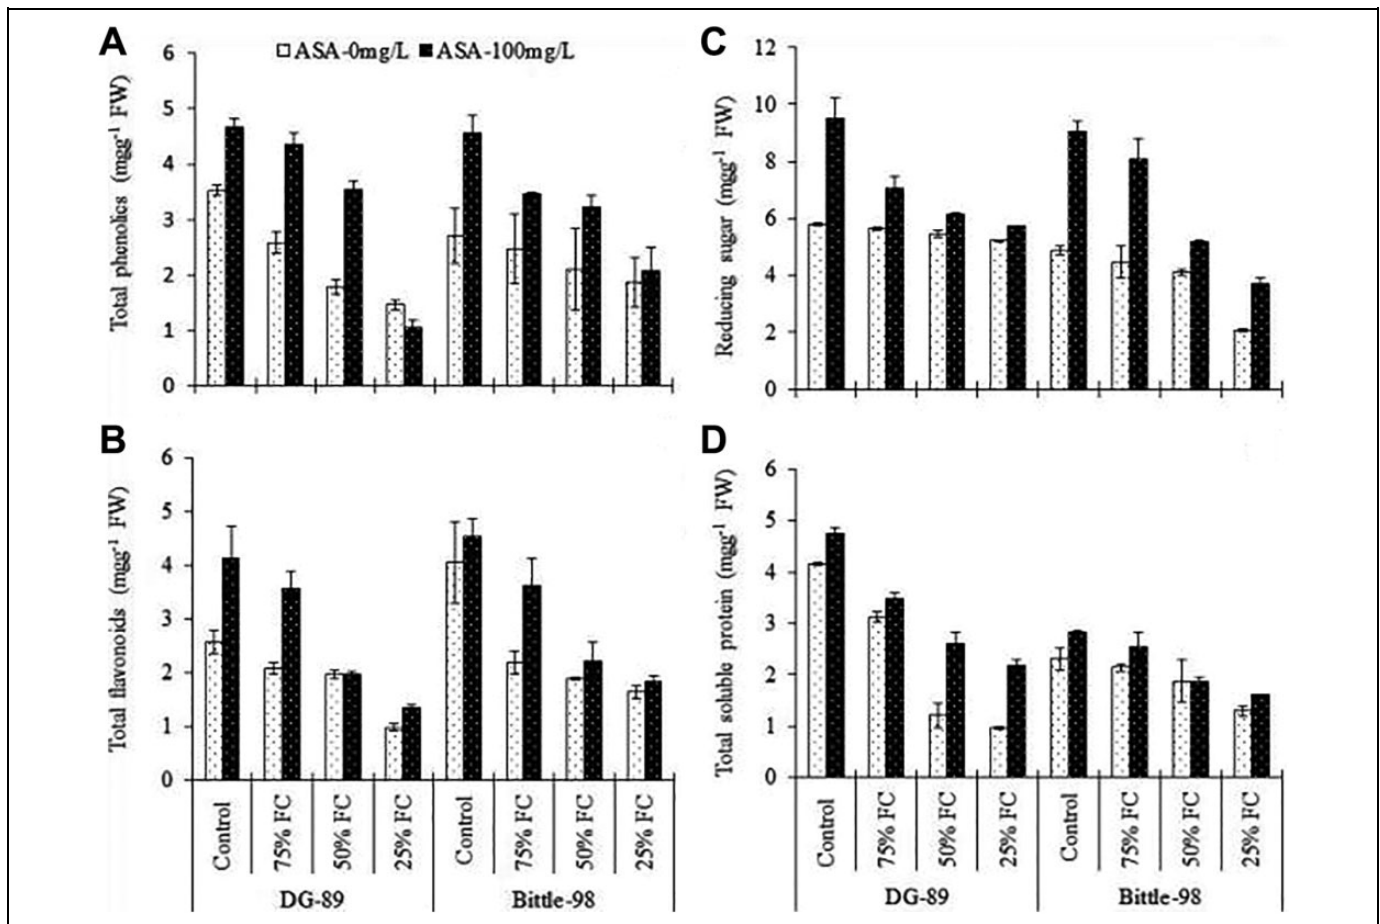 A
ASA-0mg/L ASA-100mg/L
Total phenolics (mgg-1 FW)
6
5
4
3
2
1
0
B
Total flavonoids (mgg-1 FW)
6
5
4
3
2
1
0
Control 75% FC 50% FC 25% FC Control 75% FC 50% FC 25% FC
DG-89 Bittle-98
C
Reducing sugar (mgg-1 FW)
12
10
8
6
4
2
0
D
Total soluble protein (mgg-1 FW)
6
5
4
3
2
1
0
Control 75% FC 50% FC 25% FC Control 75% FC 50% FC 25% FC
DG-89 Bittle-98